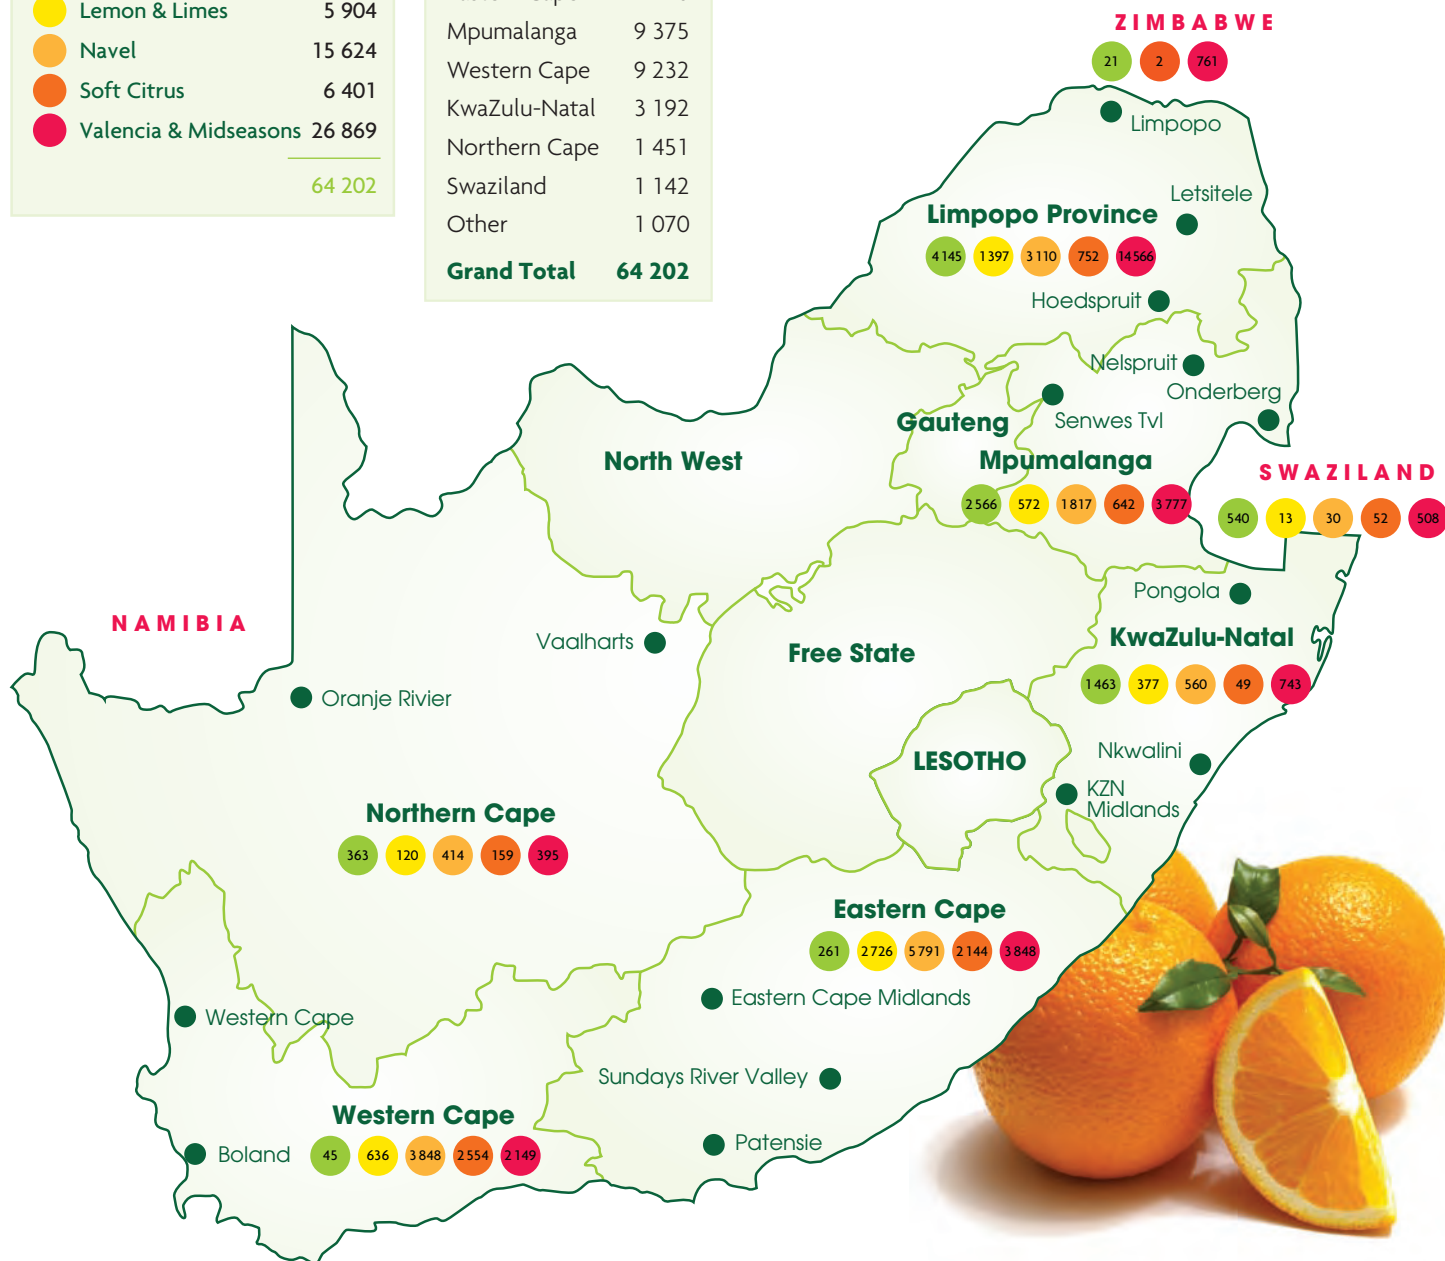 Lemon & Limes 5 904
Navel 15 624
Soft Citrus 6 401
Valencia & Midseasons 26 869
64 202
Mpumalanga 9 375
Western Cape 9 232
KwaZulu-Natal 3 192
Northern Cape 1 451
Swaziland 1 142
Other 1 070
Grand Total 64 202
ZIMBABWE
21 2 761
Limpopo
Letsitele
Limpopo Province
4 145 1 397 3 110 752 14 566
Hoedspruit
Nelspruit
Onderberg
Senwes Tvl
Gauteng
North West
Mpumalanga
2 566 572 1 817 642 3 777
SWAZILAND
540 13 30 52 508
Pongola
NAMIBIA
Vaalharts
Free State
KwaZulu-Natal
1 463 377 560 49 743
Oranje Rivier
LESOTHO
Nkwalini
KZN
Midlands
Northern Cape
363 120 414 159 395
Eastern Cape
261 2 726 5 791 2 144 3 848
Eastern Cape Midlands
Western Cape
Sundays River Valley
Western Cape
Patensie
Boland
45 636 3 848 2 554 2 149